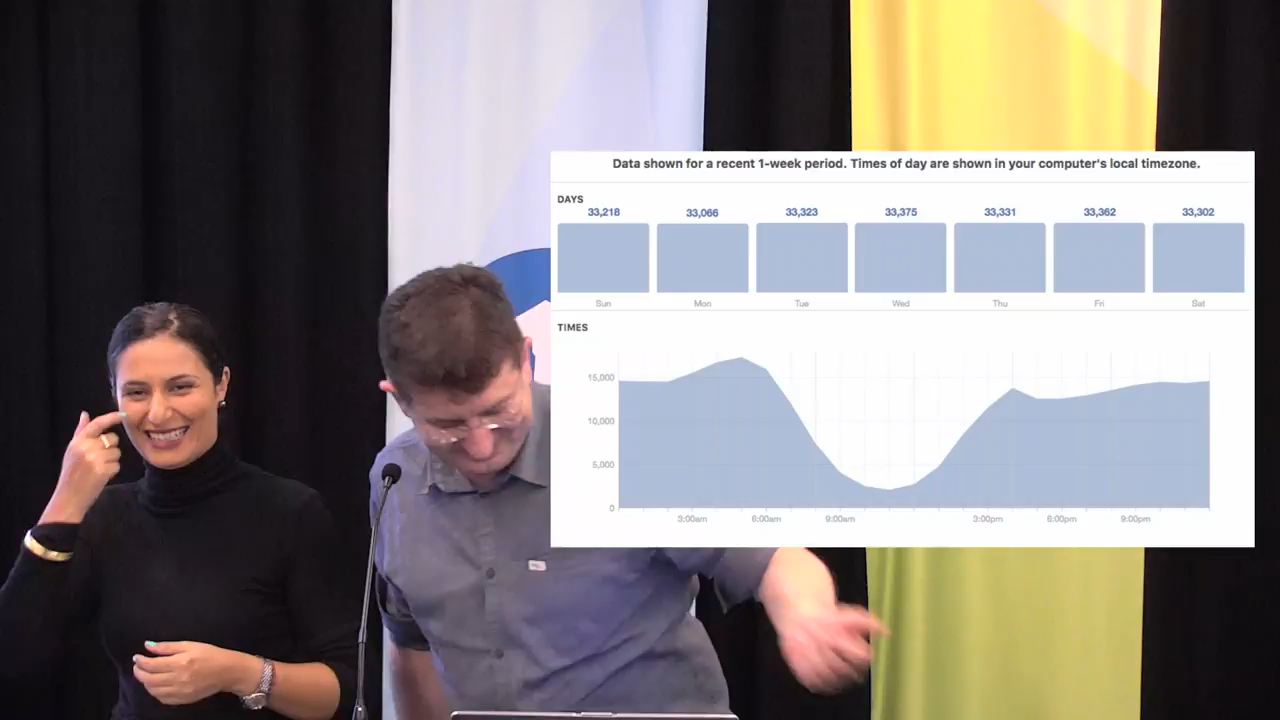 Data shown for a recent 1-week period. Times of day are shown in your computer's local timezone.
DAYS
33,218 33,066 33,323 33,375 33,331 33,362 33,302
Sun Mon Tue Wed Thu Fri Sat
TIMES
15,000
10,000
5,000
0
3:00am 6:00am 9:00am 3:00pm 6:00pm 9:00pm